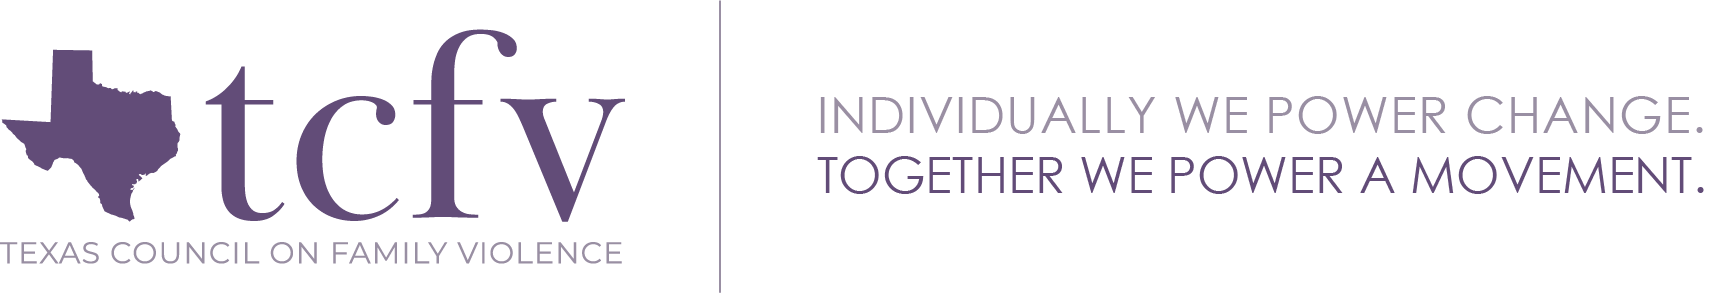 tcfv
TEXAS COUNCIL ON FAMILY VIOLENCE
INDIVIDUALLY WE POWER CHANGE.
TOGETHER WE POWER A MOVEMENT.